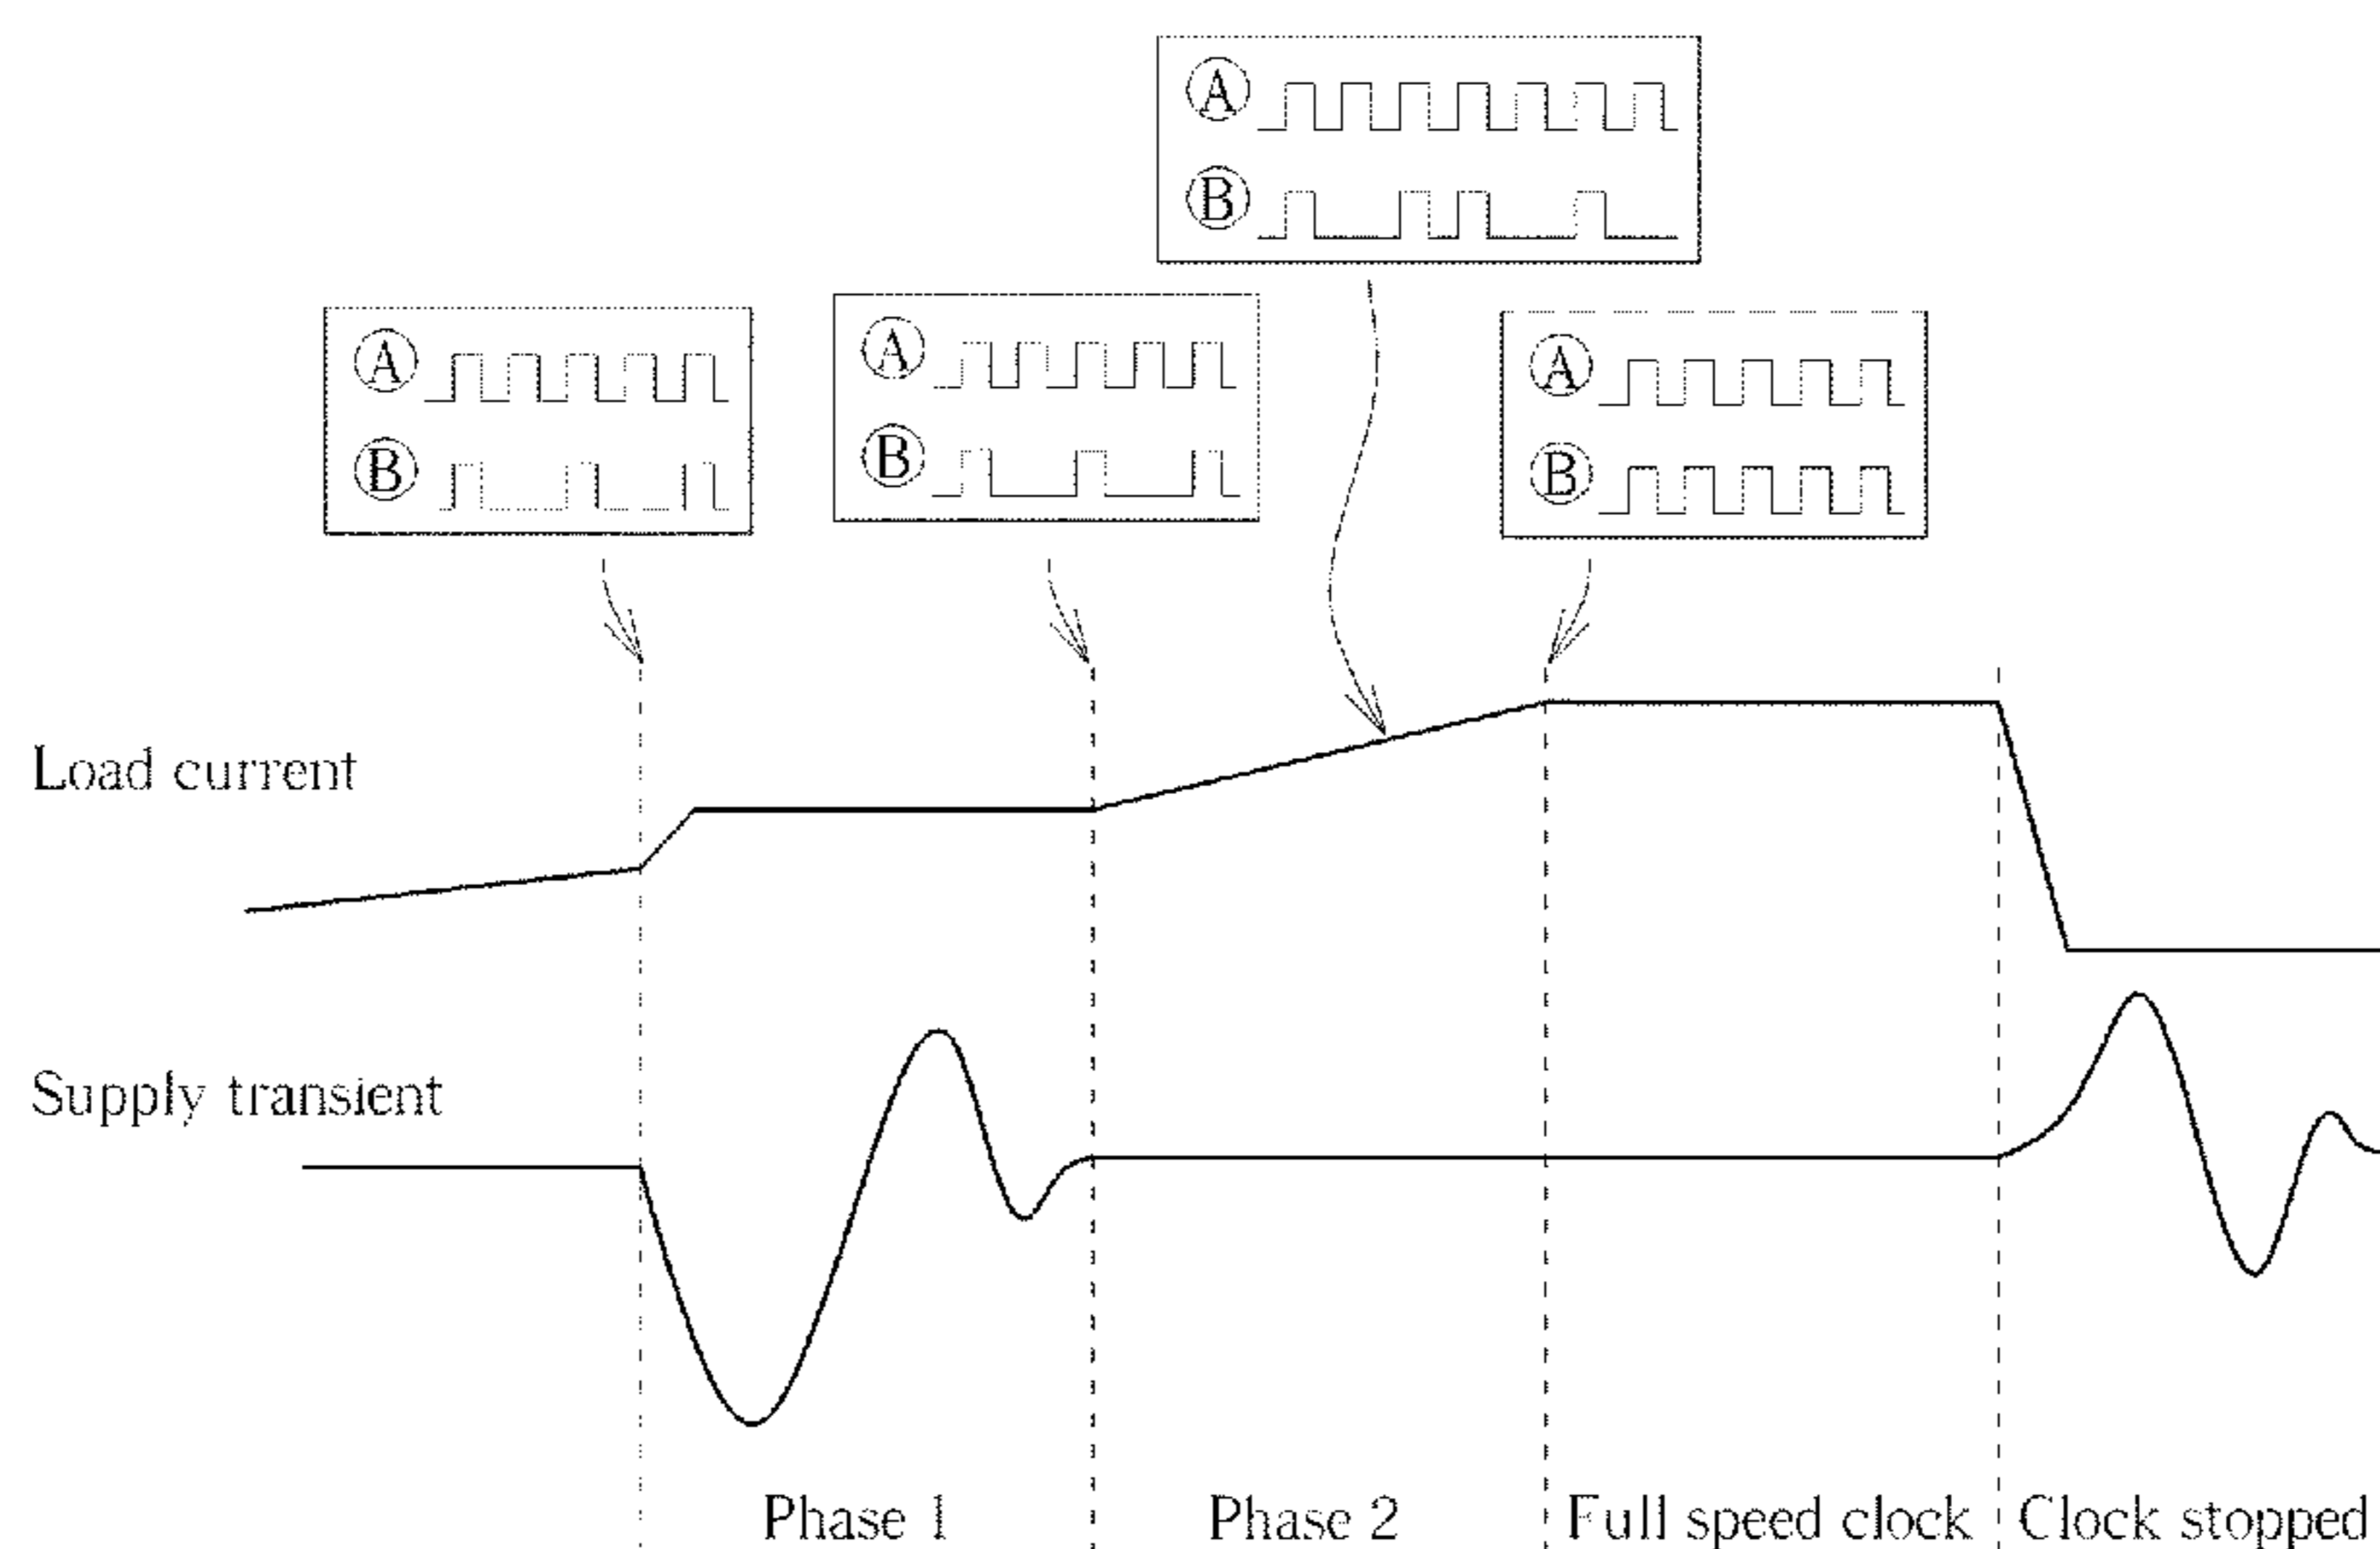 A
B
A
B
A
B
A
B
Load current
Supply transient
Phase 1
Phase 2
Full speed clock
Clock stopped